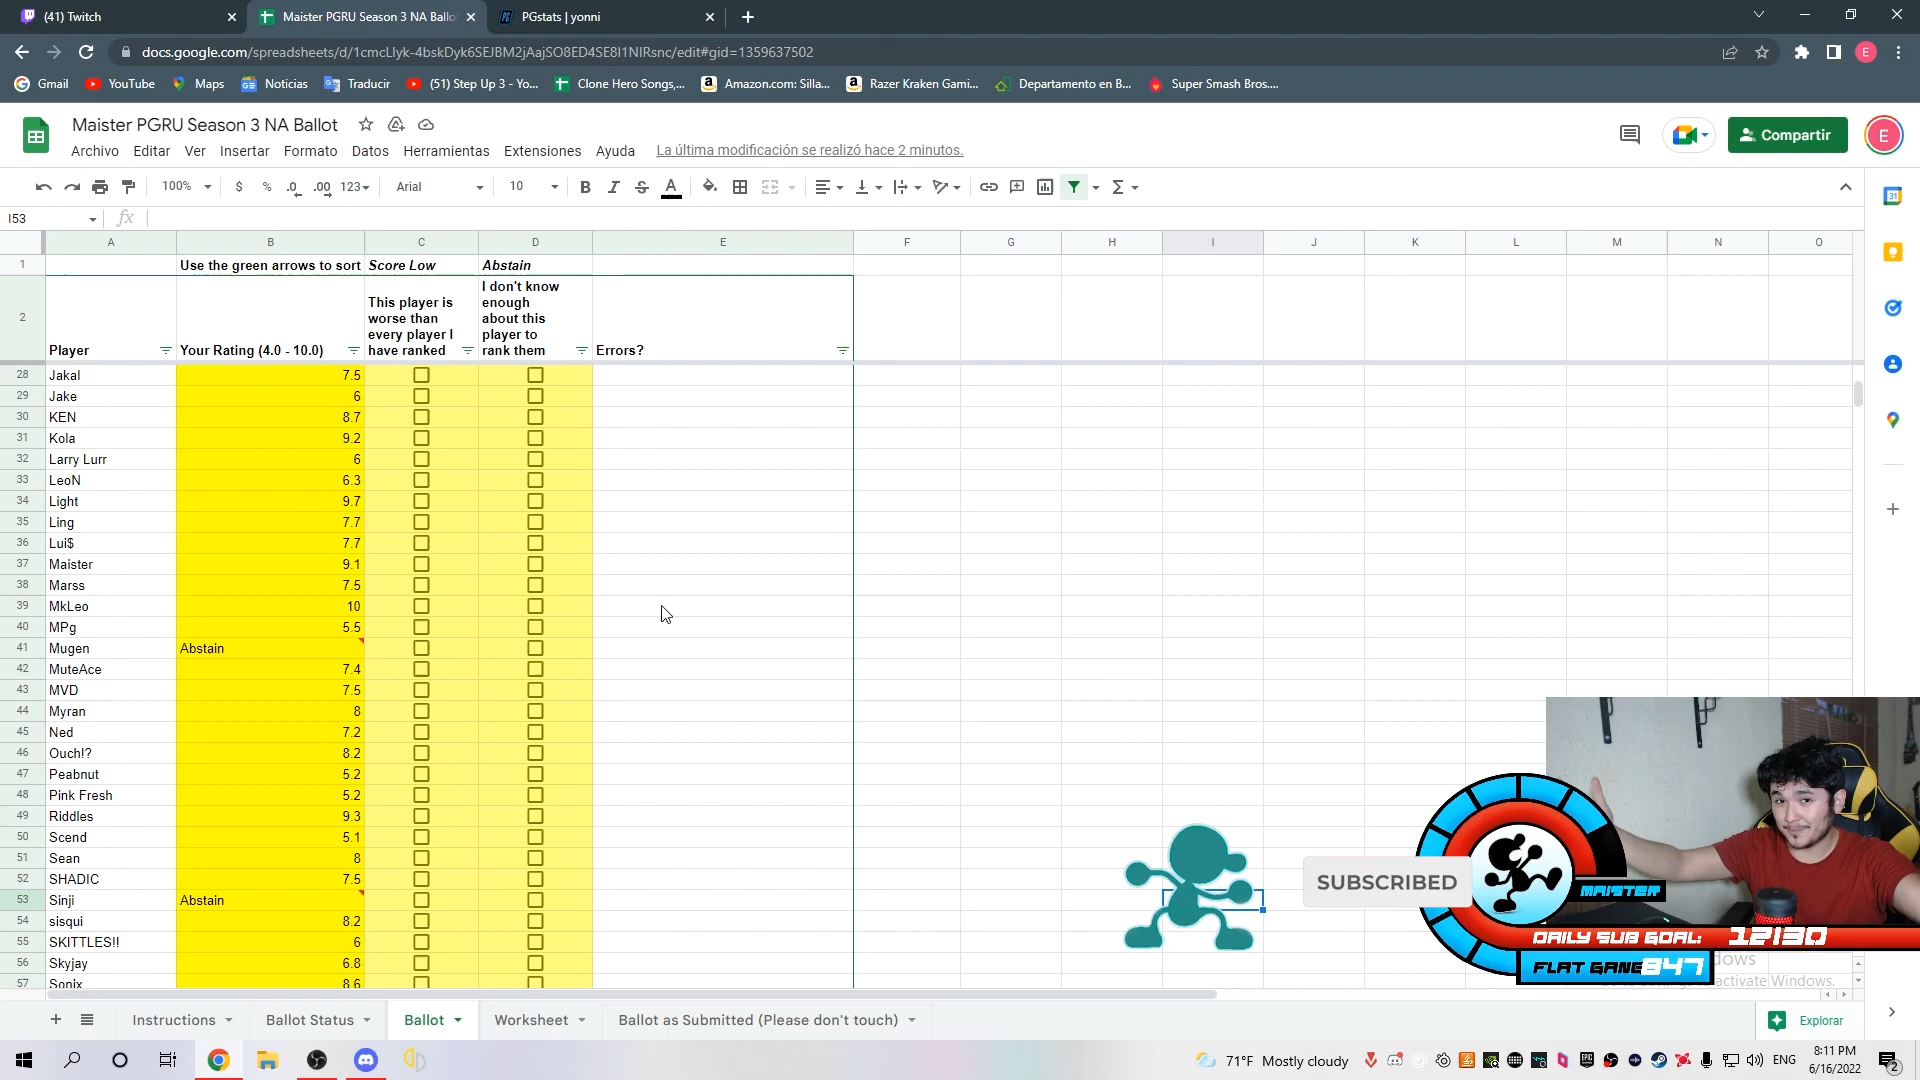 (41) Twitch
Maister PGRU Season 3 NA Ballot
PGstats | yonni
docs.google.com/spreadsheets/d/1cmcLlyk-4bskDyk6SEJBM2jAajSO8ED4SE8I1NIRsnc/edit#gid=1359637502
Gmail YouTube Maps Noticias Traducir (51) Step Up 3 - Yo... Clone Hero Songs,... Amazon.com: Silla... Razer Kraken Gami... Departamento en B... Super Smash Bros....
Maister PGRU Season 3 NA Ballot
Compartir
E
Archivo Editar Ver Insertar Formato Datos Herramientas Extensiones Ayuda La última modificación se realizó hace 2 minutos.
100% $ % .0 .00 123 Arial 10 B I S A
I53 fx
A B C D E F G H I J K L M N O
1 Use the green arrows to sort Score Low Abstain
2 Player Your Rating (4.0 - 10.0) This player is worse than every player I have ranked I don't know enough about this player to rank them Errors?
28 Jakal 7.5
29 Jake 6
30 KEN 8.7
31 Kola 9.2
32 Larry Lurr 6
33 LeoN 6.3
34 Light 9.7
35 Ling 7.7
36 Lui$ 7.7
37 Maister 9.1
38 Marss 7.5
39 MkLeo 10
40 MPg 5.5
41 Mugen Abstain
42 MuteAce 7.4
43 MVD 7.5
44 Myran 8
45 Ned 7.2
46 Ouch!? 8.2
47 Peabnut 5.2
48 Pink Fresh 5.2
49 Riddles 9.3
50 Scend 5.1
51 Sean 8
52 SHADIC 7.5
53 Sinji Abstain
54 sisqui 8.2
55 SKITTLES!! 6
56 Skyjay 6.8
57 Sonix 8.6
SUBSCRIBED
MAISTER
DAILY SUB GOAL: 12/30
FLAT GANG 847
activate Windows.
Instructions Ballot Status Ballot Worksheet Ballot as Submitted (Please don't touch)
Explorar
71°F Mostly cloudy
ENG
8:11 PM
6/16/2022
2